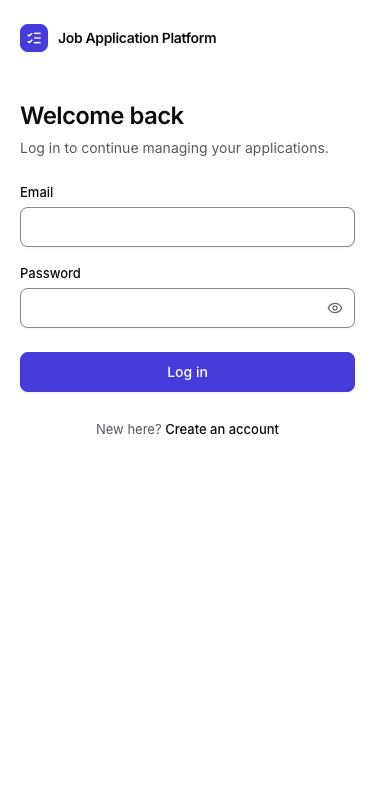 Job Application Platform
Welcome back
Log in to continue managing your applications.
Email
Password
Log in
New here? Create an account